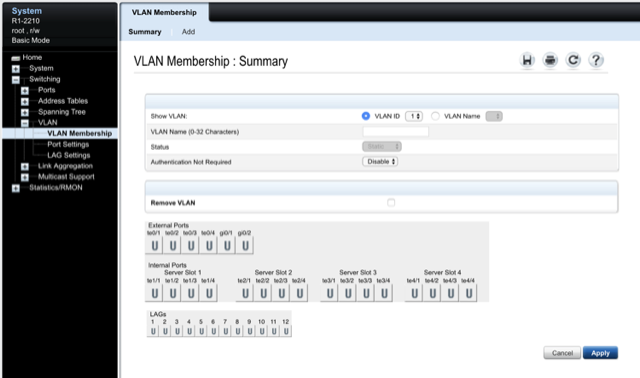 System
R1-2210
root , r/w
Basic Mode
Home
System
Switching
Ports
Address Tables
Spanning Tree
VLAN
VLAN Membership
Port Settings
LAG Settings
Link Aggregation
Multicast Support
Statistics/RMON
VLAN Membership
Summary Add
VLAN Membership : Summary
Show VLAN: VLAN ID 1 VLAN Name 1
VLAN Name (0-32 Characters)
Status Static
Authentication Not Required Disable
Remove VLAN
External Ports
te0/1 te0/2 te0/3 te0/4 gi0/1 gi0/2
U U U U U U
Internal Ports
Server Slot 1 Server Slot 2 Server Slot 3 Server Slot 4
te1/1 te1/2 te1/3 te1/4 te2/1 te2/2 te2/3 te2/4 te3/1 te3/2 te3/3 te3/4 te4/1 te4/2 te4/3 te4/4
U U U U U U U U U U U U U U U U
LAGs
1 2 3 4 5 6 7 8 9 10 11 12
U U U U U U U U U U U U
Cancel Apply